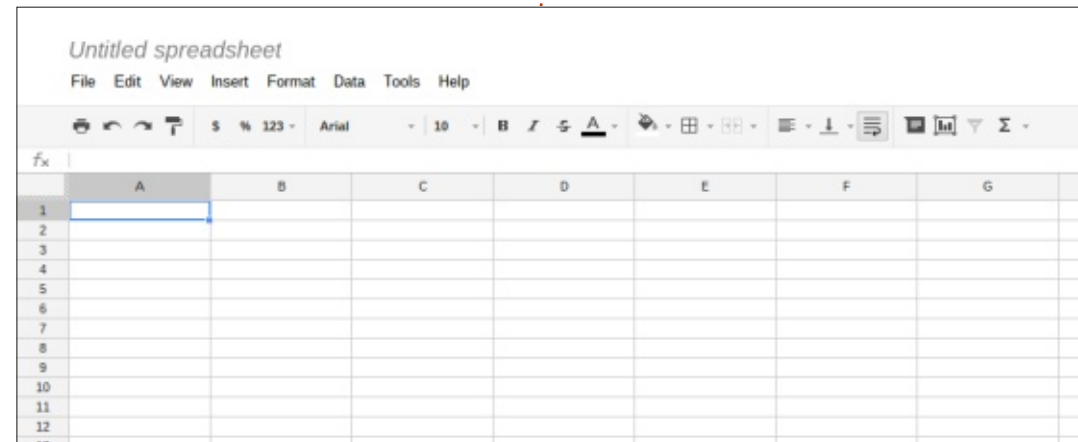 Untitled spreadsheet
File Edit View Insert Format Data Tools Help
$ % 123 Arial 10 B I S A Σ
fx
A B C D E F G
1
2
3
4
5
6
7
8
9
10
11
12